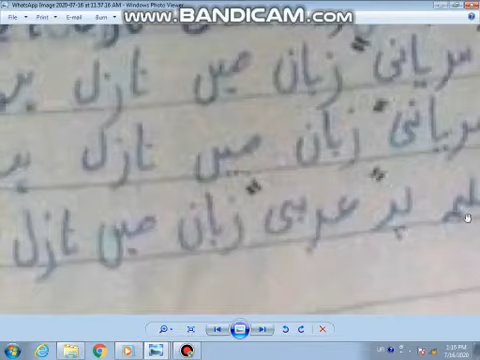 WhatsApp Image 2020-07-16 at 11.37.16 AM - Windows Photo Viewer
www.BANDICAM.com
File Print E-mail Burn Open
سریانی" زبان میں نازل
سریانی" زبان میں نازل
پر "عربی" زبان میں نازل
2:35 PM
7/16/2020